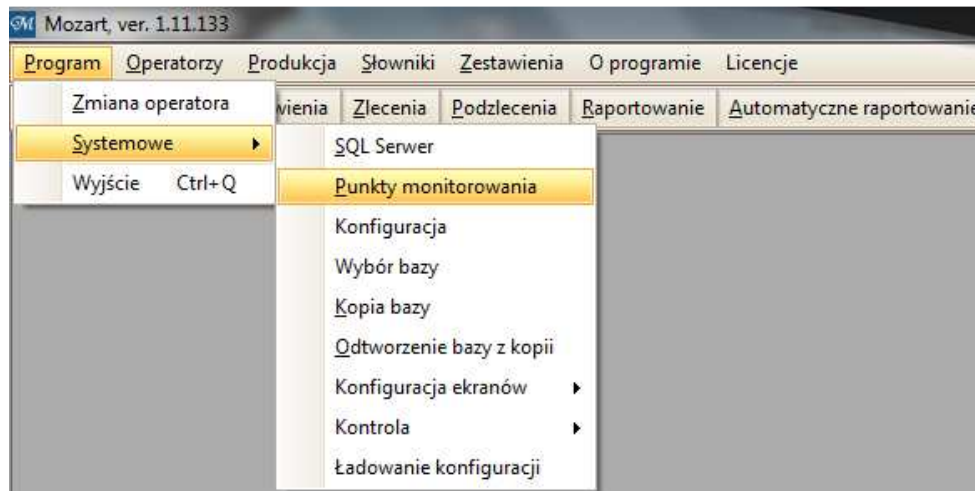 Mozart, ver. 1.11.133
Program Operatorzy Produkcja Słowniki Zestawienia O programie Licencje
Zmiana operatora
Zlecenia Podzlecenia Raportowanie Automatyczne raportowanie
Systemowe
SQL Serwer
Wyjście Ctrl+Q
Punkty monitorowania
Konfiguracja
Wybór bazy
Kopia bazy
Odtworzenie bazy z kopii
Konfiguracja ekranów
Kontrola
Ładowanie konfiguracji